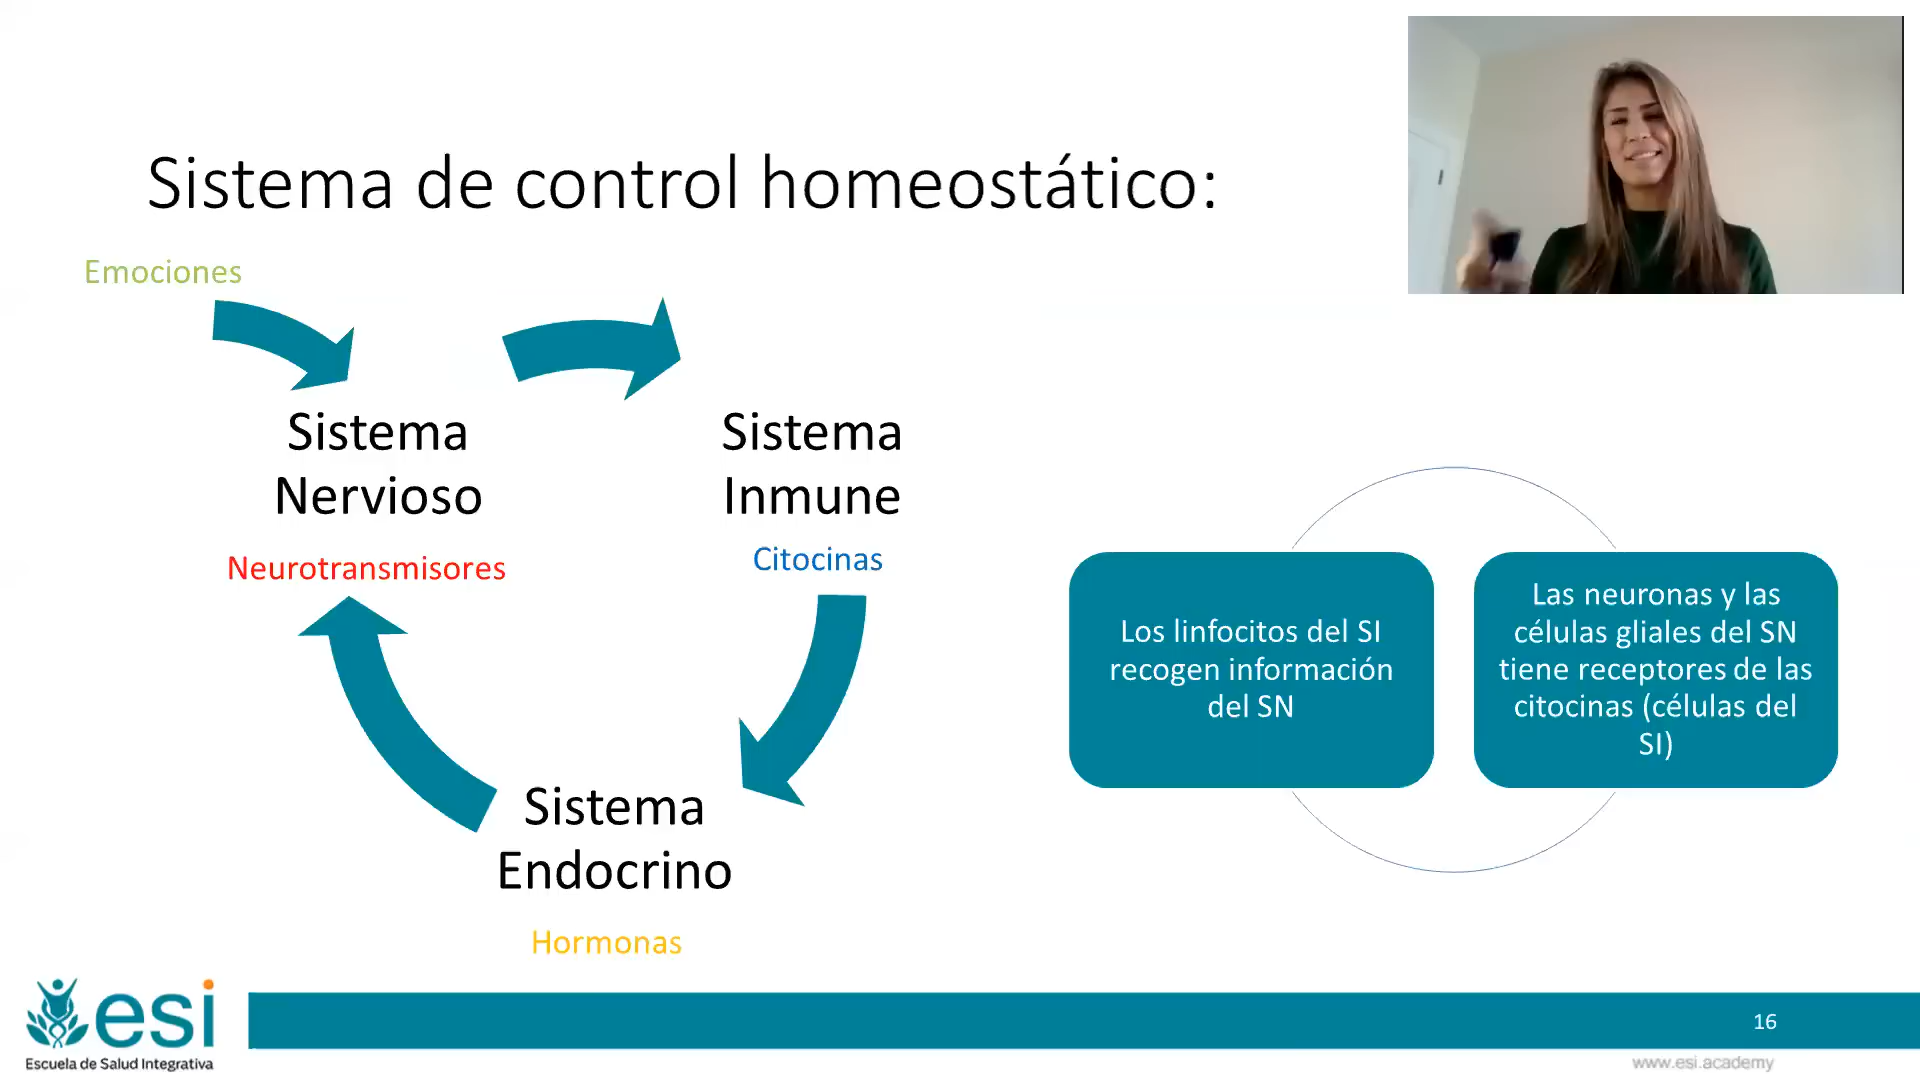 Sistema de control homeostático:
Emociones
Sistema
Nervioso
Neurotransmisores
Sistema
Inmune
Citocinas
Sistema
Endocrino
Hormonas
Los linfocitos del SI
recogen información
del SN
Las neuronas y las
células gliales del SN
tiene receptores de las
citocinas (células del
SI)
esi
Escuela de Salud Integrativa
16
www.esi.academy